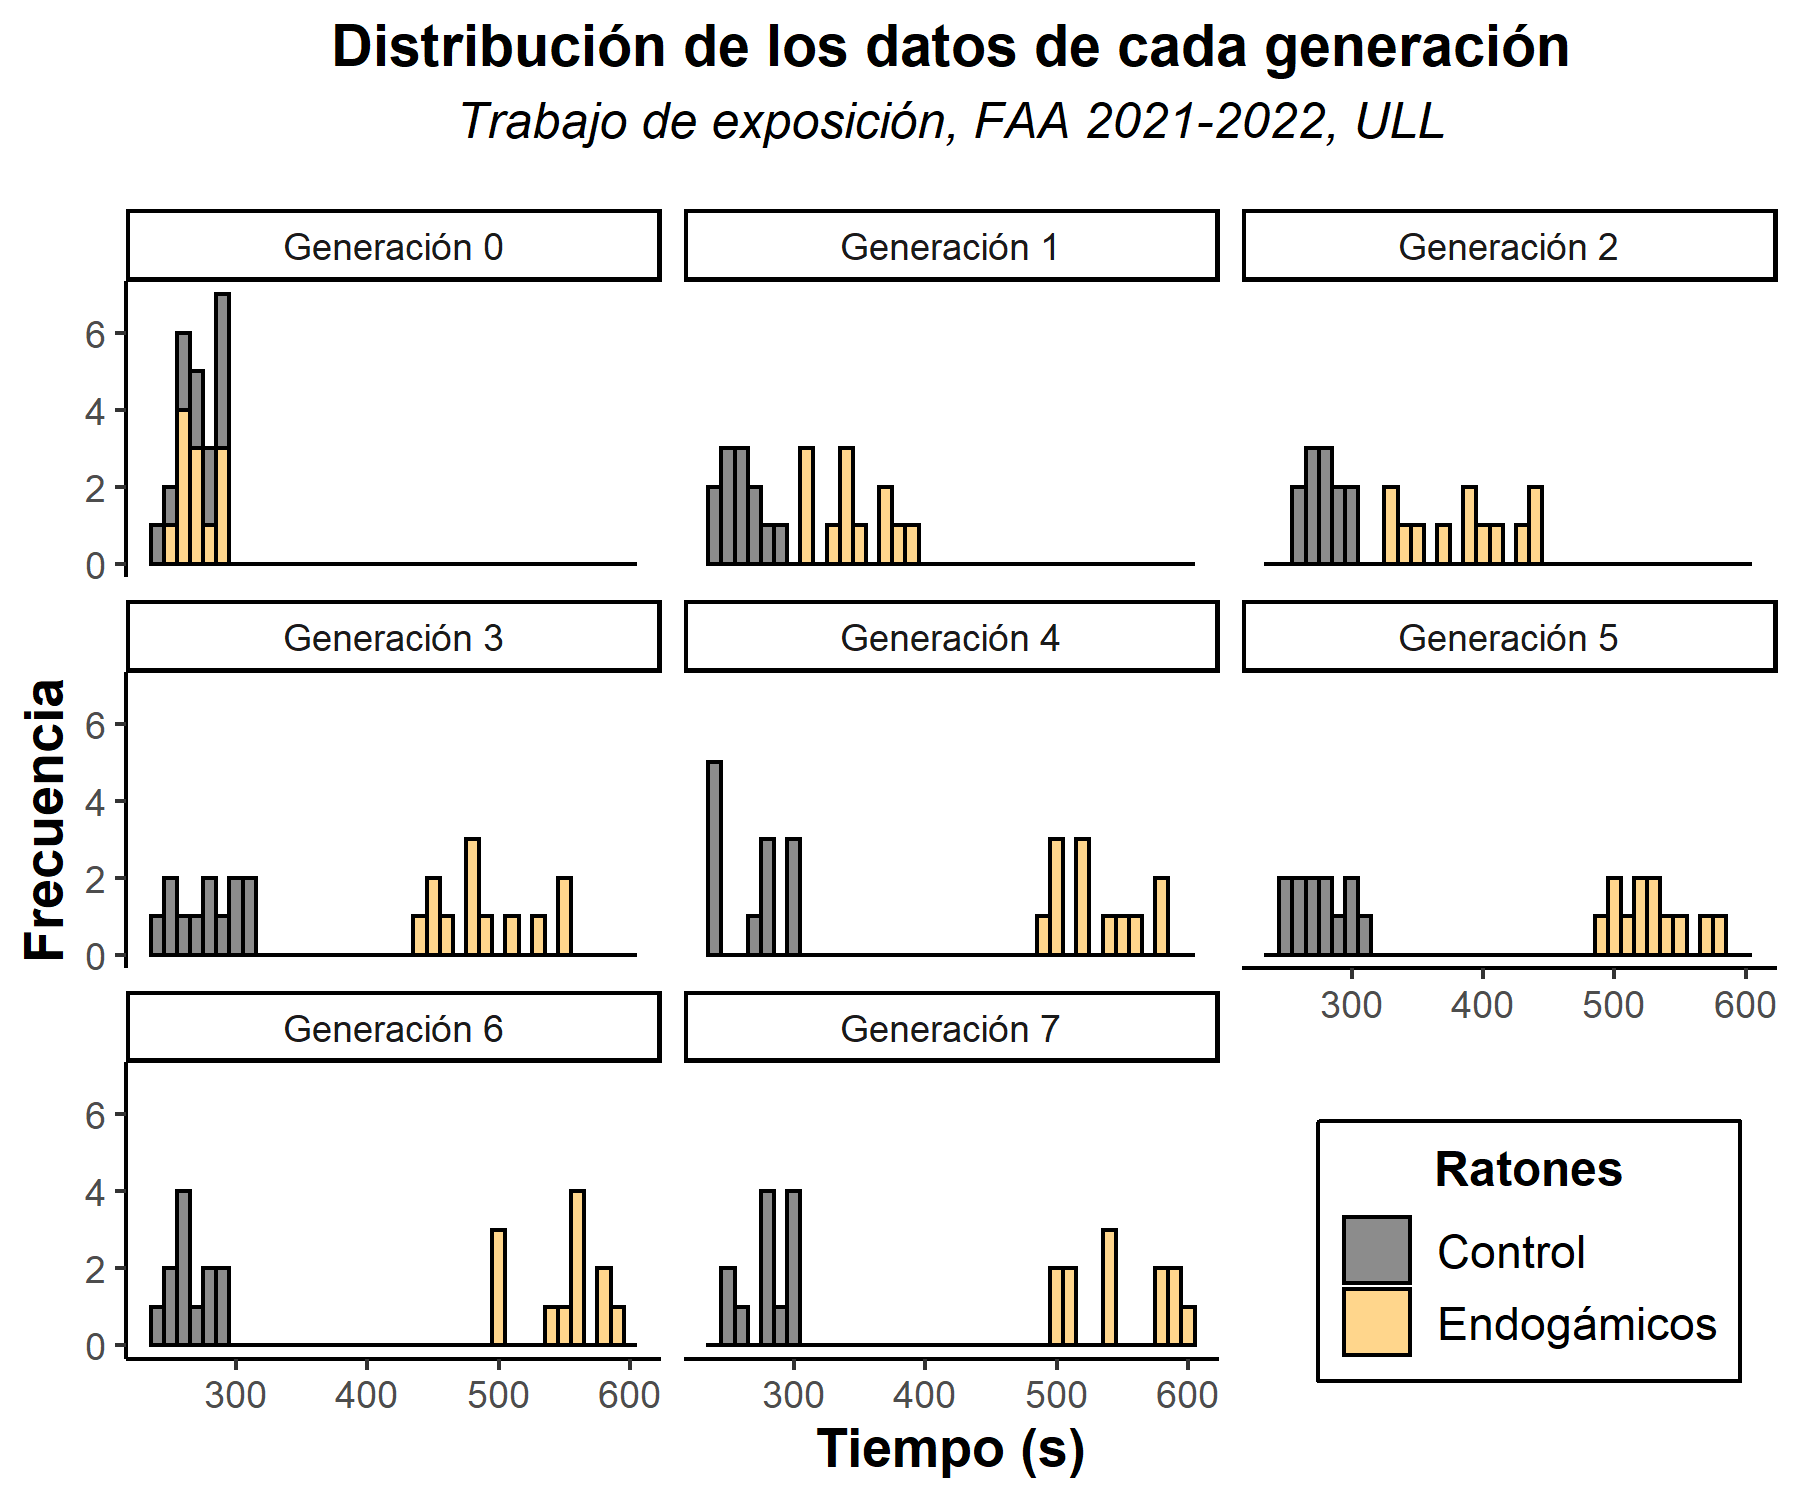 Distribución de los datos de cada generación
Trabajo de exposición, FAA 2021-2022, ULL
Generación 0
Generación 1
Generación 2
6
4
2
0
Generación 3
Generación 4
Generación 5
6
4
2
0
300 400 500 600
Generación 6
Generación 7
6
4
2
0
300 400 500 600
300 400 500 600
Frecuencia
Tiempo (s)
Ratones
Control
Endogámicos